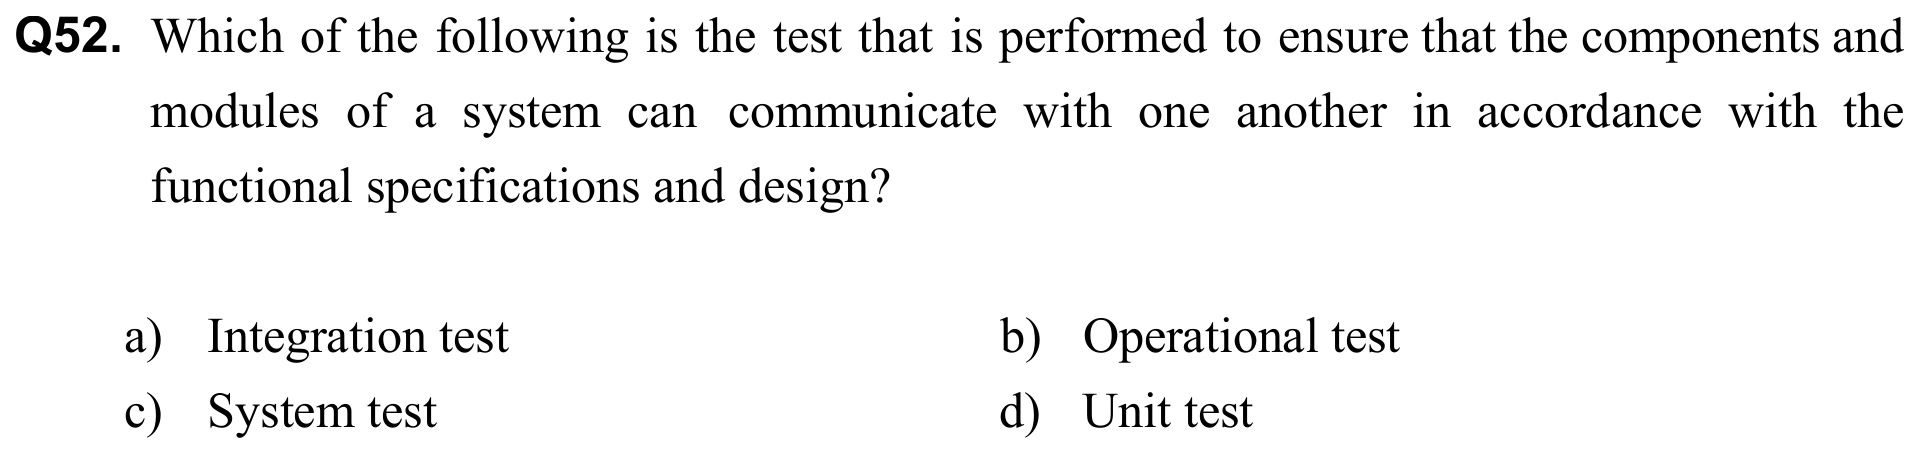 Q52. Which of the following is the test that is performed to ensure that the components and
modules of a system can communicate with one another in accordance with the
functional specifications and design?
a) Integration test b) Operational test
c) System test d) Unit test